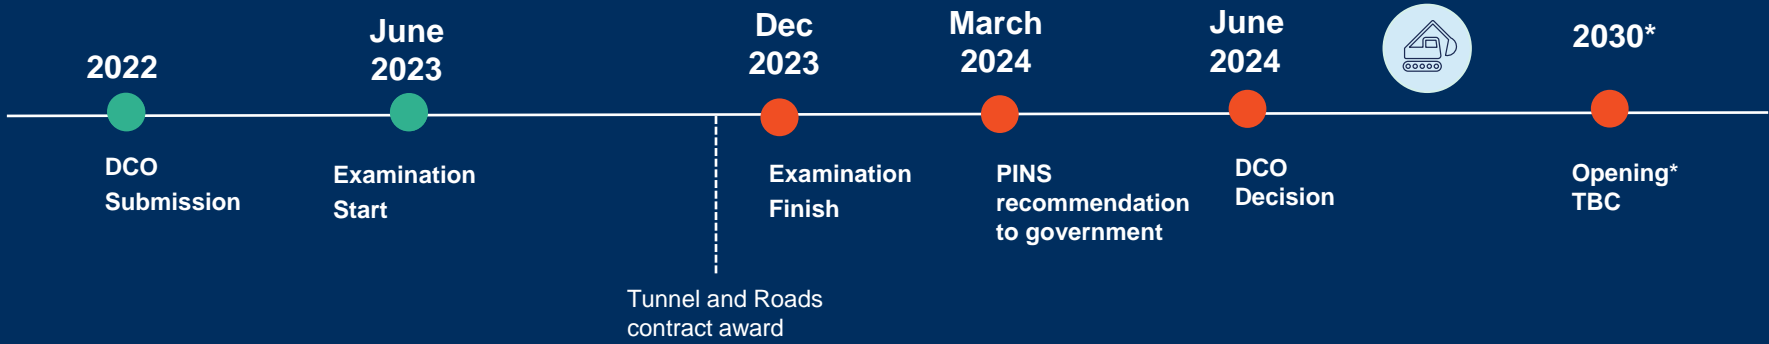 2022
DCO
Submission
June
2023
Examination
Start
Tunnel and Roads
contract award
Dec
2023
Examination
Finish
March
2024
PINS
recommendation
to government
June
2024
DCO
Decision
2030*
Opening*
TBC